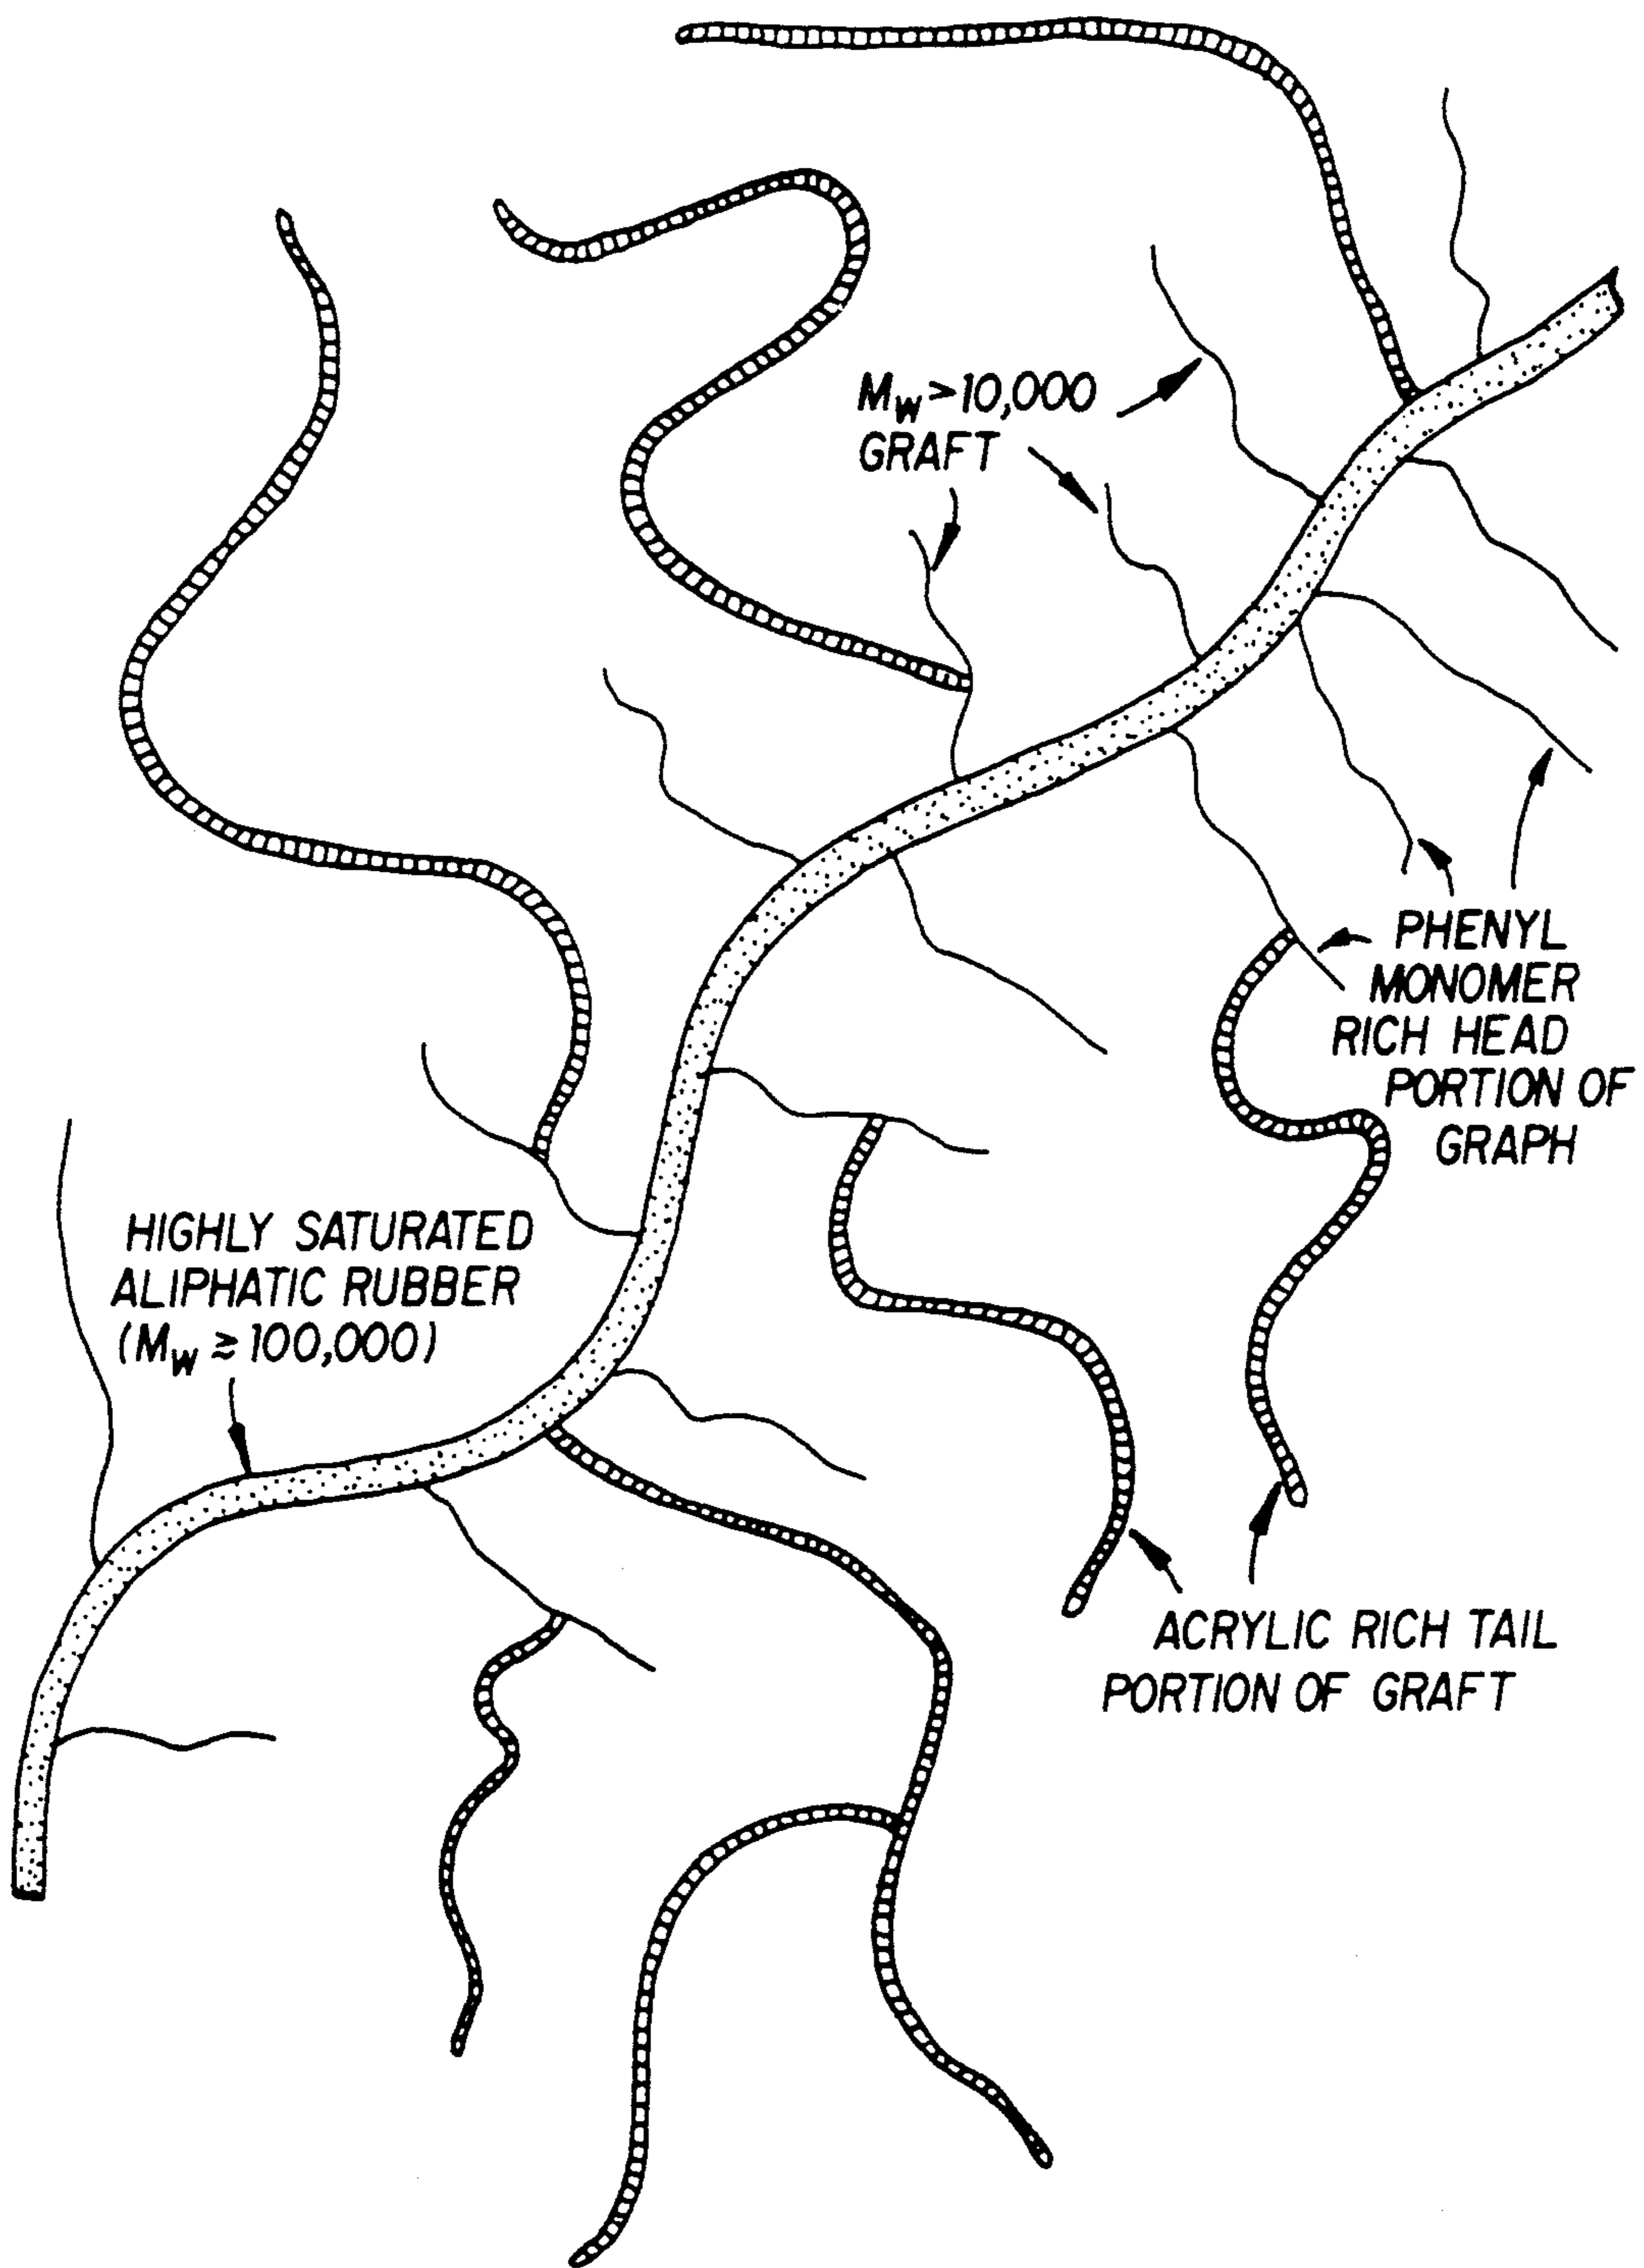 Mw>10,000
GRAFT
PHENYL
MONOMER
RICH HEAD
PORTION OF
GRAPH
HIGHLY SATURATED
ALIPHATIC RUBBER
(Mw ≥ 100,000)
ACRYLIC RICH TAIL
PORTION OF GRAFT